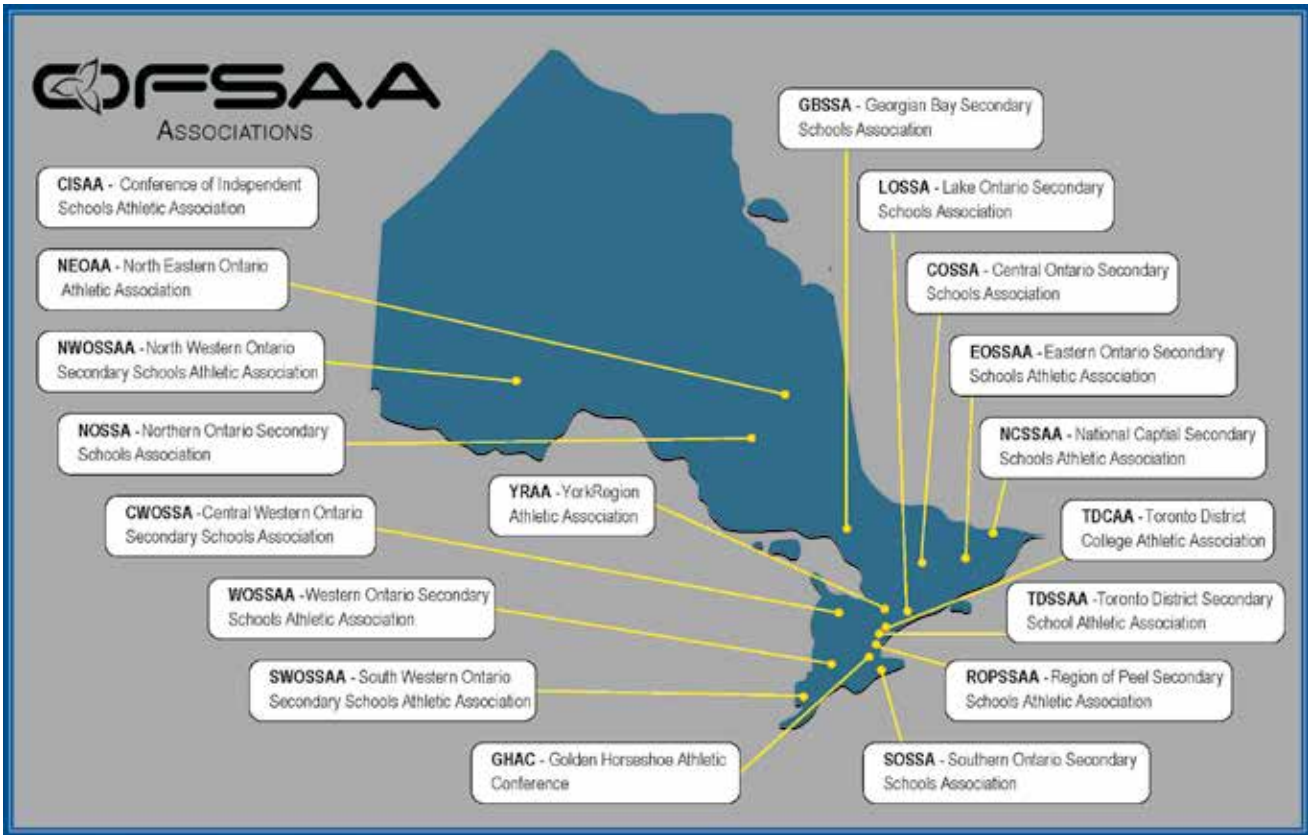 OFSAA
ASSOCIATIONS
CISAA - Conference of Independent
Schools Athletic Association
NEOAA - North Eastern Ontario
Athletic Association
NWOSSAA - North Western Ontario
Secondary Schools Athletic Association
NOSSA - Northern Ontario Secondary
Schools Association
CWOSSA - Central Western Ontario
Secondary Schools Association
WOSSAA - Western Ontario Secondary
Schools Athletic Association
SWOSSAA - South Western Ontario
Secondary Schools Athletic Association
GHAC - Golden Horseshoe Athletic
Conference
YRAA - YorkRegion
Athletic Association
GBSSA - Georgian Bay Secondary
Schools Association
LOSSA - Lake Ontario Secondary
Schools Association
COSSA - Central Ontario Secondary
Schools Association
EOSSAA - Eastern Ontario Secondary
Schools Athletic Association
NCSSAA - National Captial Secondary
Schools Athletic Association
TDCAA - Toronto District
College Athletic Association
TDSSAA - Toronto District Secondary
School Athletic Association
ROPSSAA - Region of Peel Secondary
Schools Athletic Association
SOSSA - Southern Ontario Secondary
Schools Association